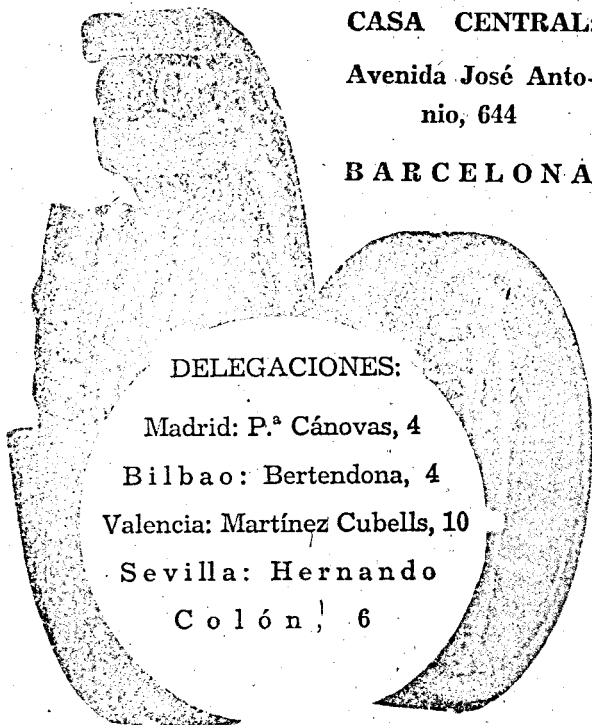 CASA CENTRAL:
Avenida José Anto-
nio, 644
BARCELONA
DELEGACIONES:
Madrid: P.ª Cánovas, 4
Bilbao: Bertendona, 4
Valencia: Martínez Cubells, 10
Sevilla: Hernando
Colón, 6